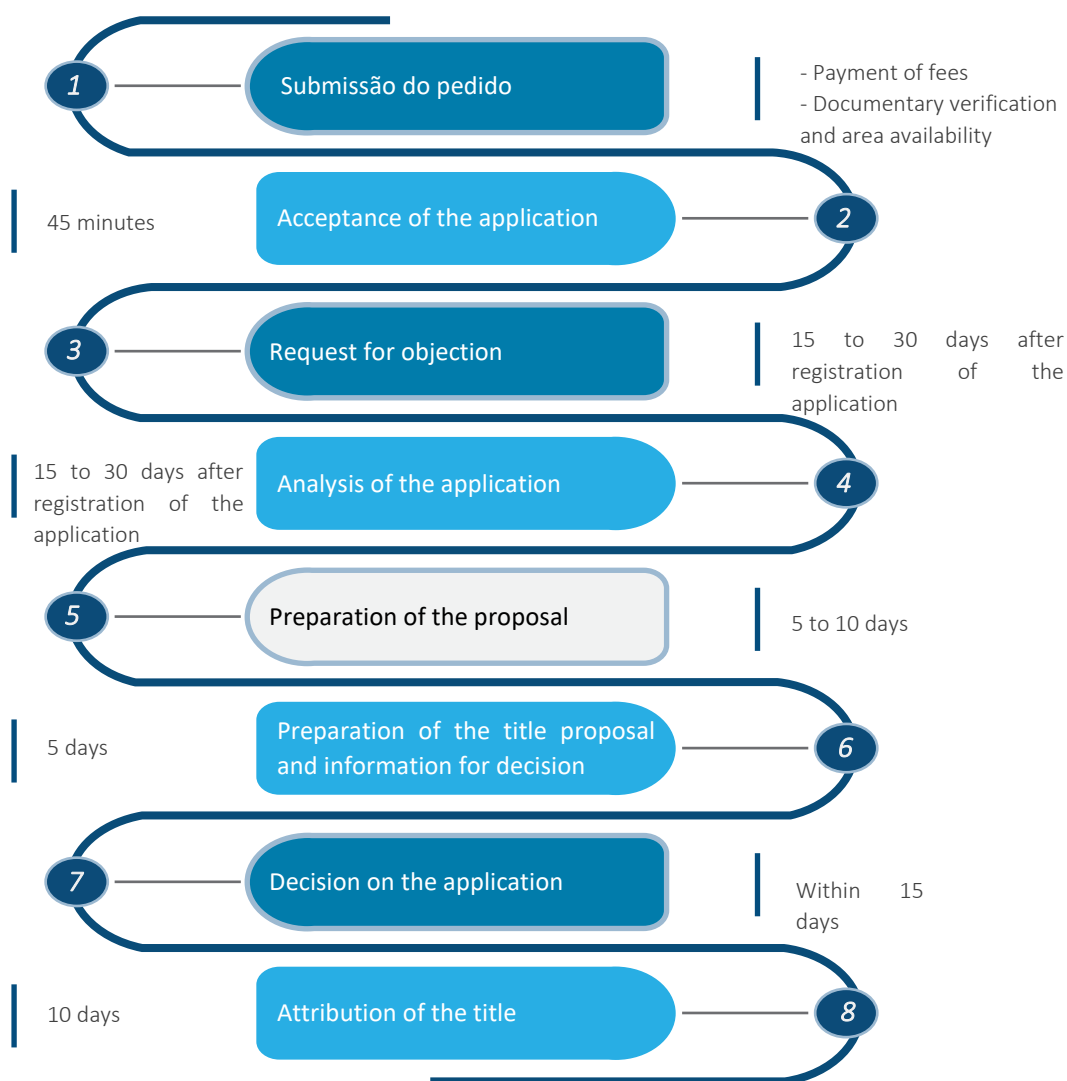 1
Submissão do pedido
- Payment of fees
- Documentary verification
and area availability
45 minutes
Acceptance of the application
2
3
Request for objection
15 to 30 days after
registration of the
application
15 to 30 days after
registration of the
application
Analysis of the application
4
5
Preparation of the proposal
5 to 10 days
5 days
Preparation of the title proposal
and information for decision
6
7
Decision on the application
Within 15
days
10 days
Attribution of the title
8